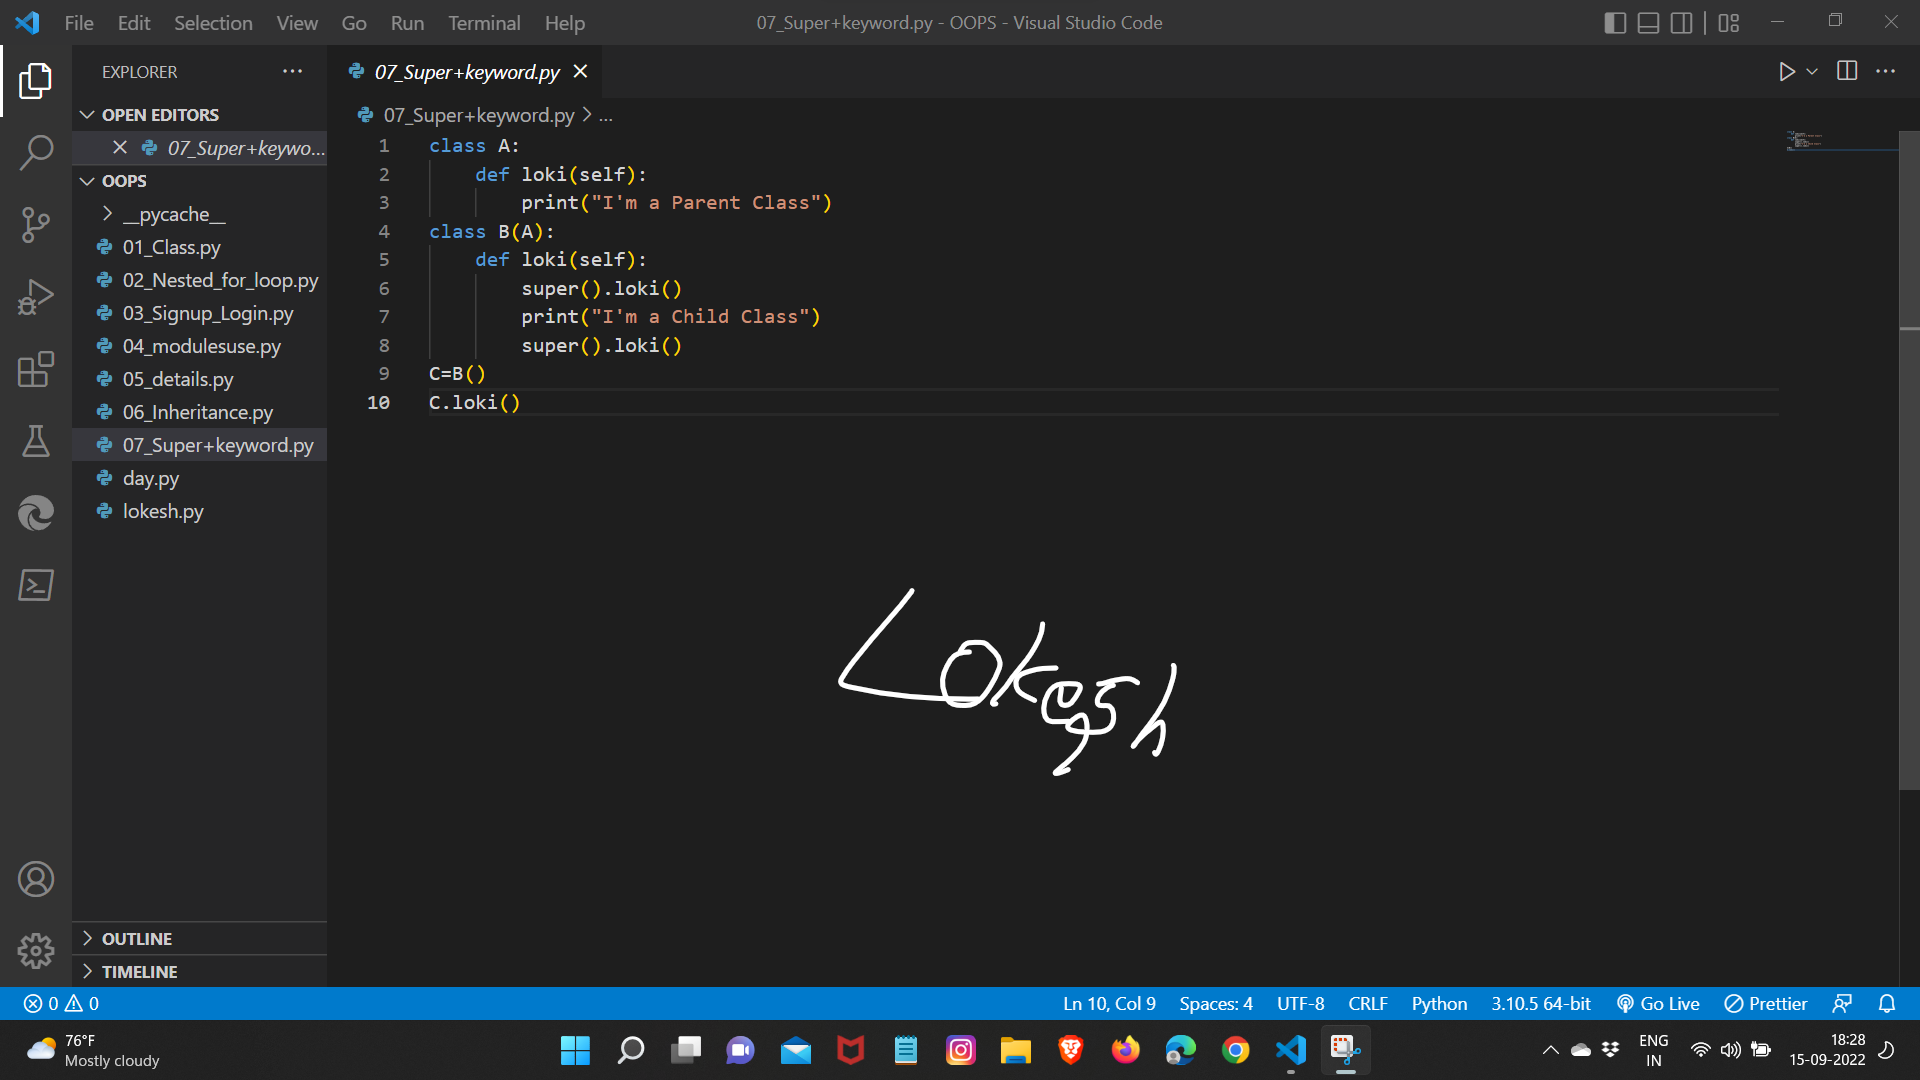 File Edit Selection View Go Run Terminal Help 07_Super+keyword.py - OOPS - Visual Studio Code
EXPLORER
07_Super+keyword.py
OPEN EDITORS
07_Super+keywo...
OOPS
__pycache__
01_Class.py
02_Nested_for_loop.py
03_Signup_Login.py
04_modulesuse.py
05_details.py
06_Inheritance.py
07_Super+keyword.py
day.py
lokesh.py
OUTLINE
TIMELINE
07_Super+keyword.py > ...
1 class A:
2     def loki(self):
3         print("I'm a Parent Class")
4 class B(A):
5     def loki(self):
6         super().loki()
7         print("I'm a Child Class")
8         super().loki()
9 C=B()
10 C.loki()
Lokesh
0 0 Ln 10, Col 9 Spaces: 4 UTF-8 CRLF Python 3.10.5 64-bit Go Live Prettier
76°F
Mostly cloudy
ENG
IN
18:28
15-09-2022